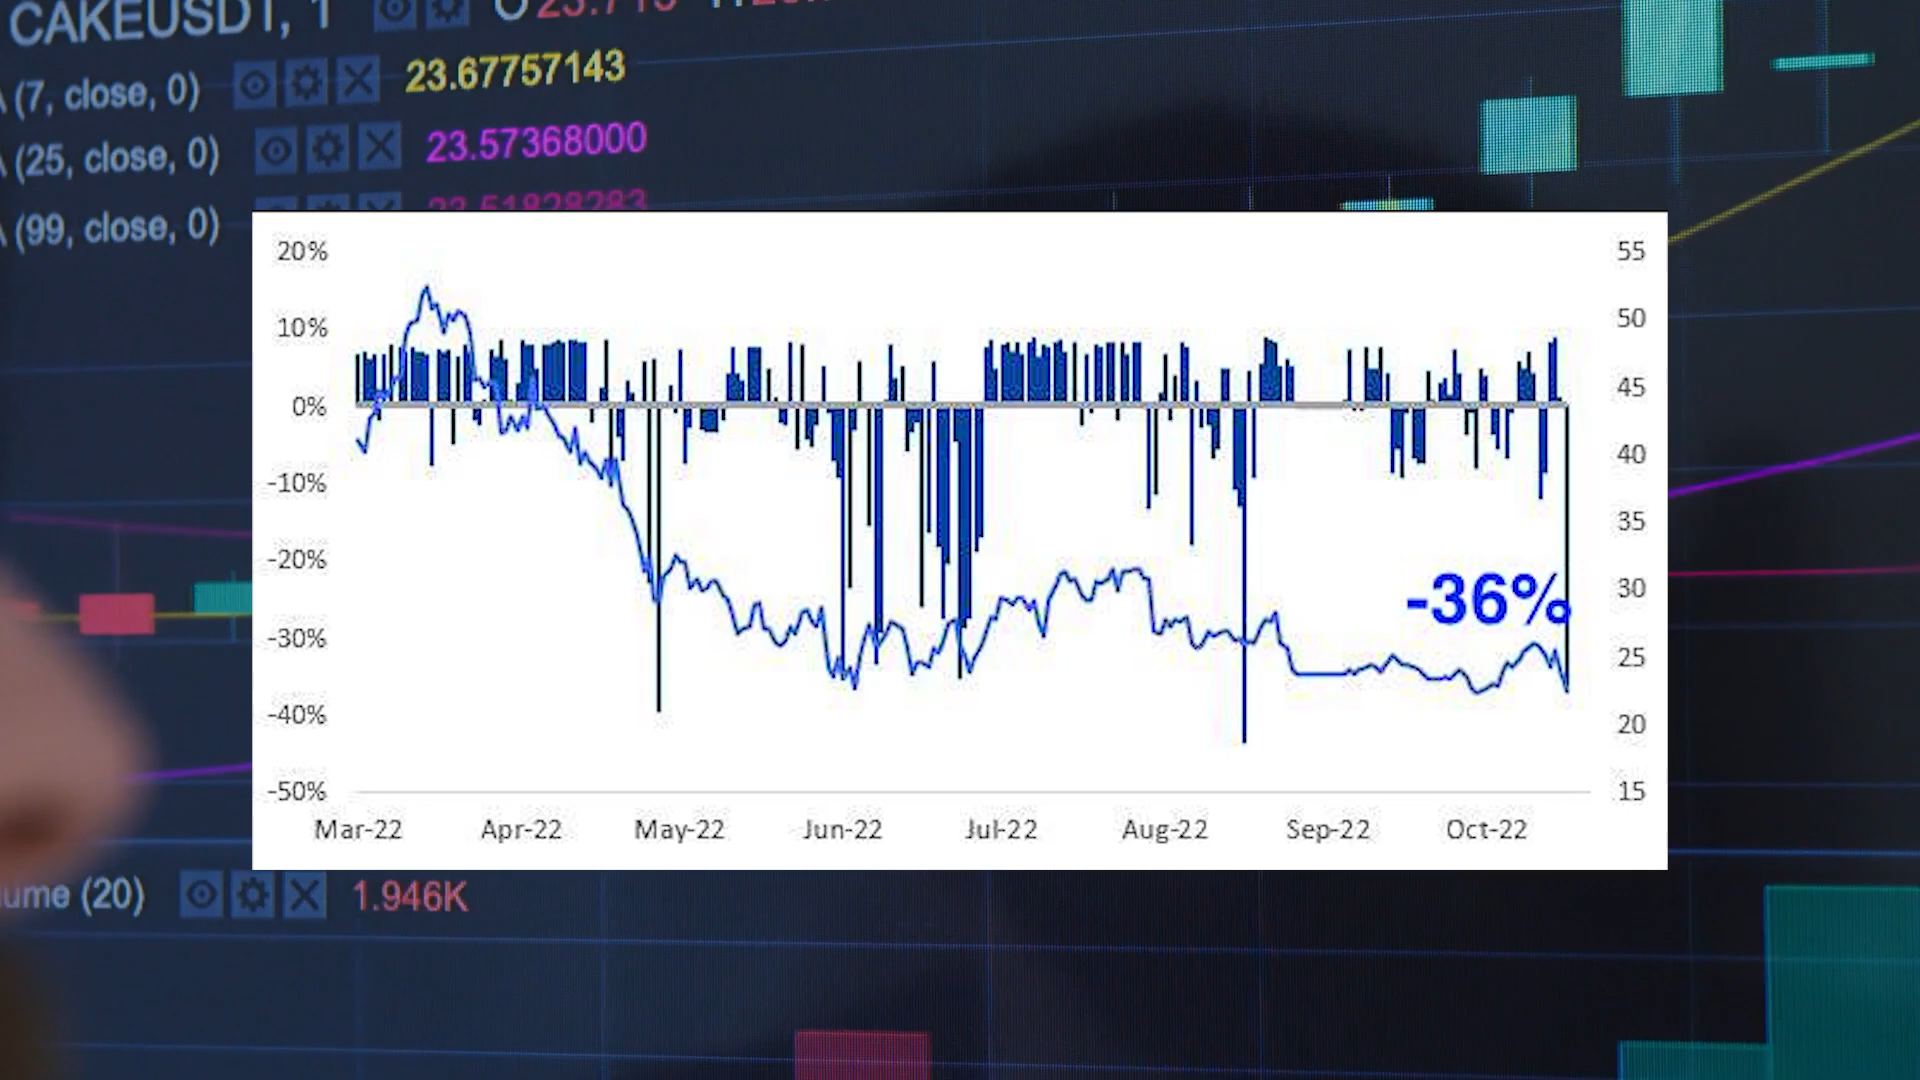 CAKEUSDT, 1
(7, close, 0) 23.67757143
(25, close, 0) 23.57368000
(99, close, 0) 23.51828283
20% 55
10% 50
0% 45
-10% 40
-20% 35
-30% 30
-40% 25
-50% 20
15
-36%
Mar-22 Apr-22 May-22 Jun-22 Jul-22 Aug-22 Sep-22 Oct-22
(20) 1.946K